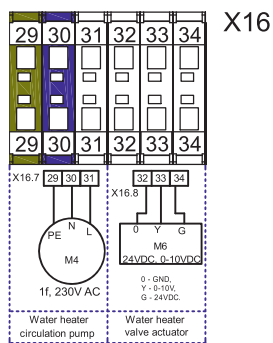 X16
29 30 31 32 33 34
29 30 31 32 33 34
X16.7 29 30 31
32 33 34
X16.8
PE N L
0 Y G
M4
M6
24VDC, 0-10VDC
1f, 230V AC
0 - GND,
Y - 0-10V,
G - 24VDC.
Water heater
circulation pump
Water heater
valve actuator